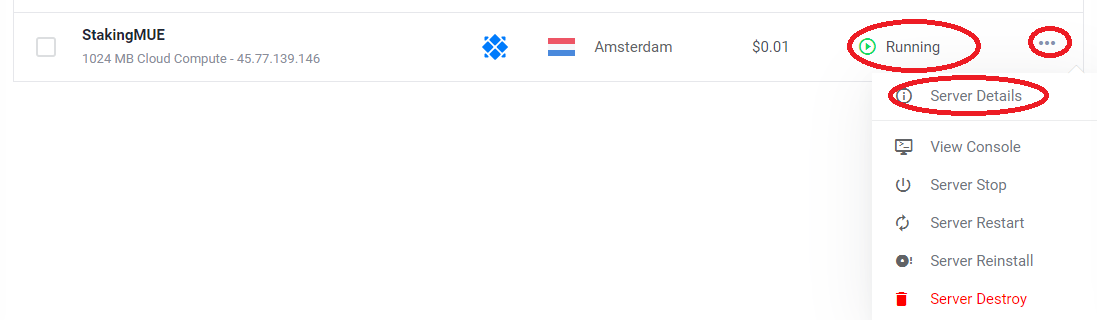 StakingMUE
1024 MB Cloud Compute - 45.77.139.146
Amsterdam
$0.01
Running
Server Details
View Console
Server Stop
Server Restart
Server Reinstall
Server Destroy